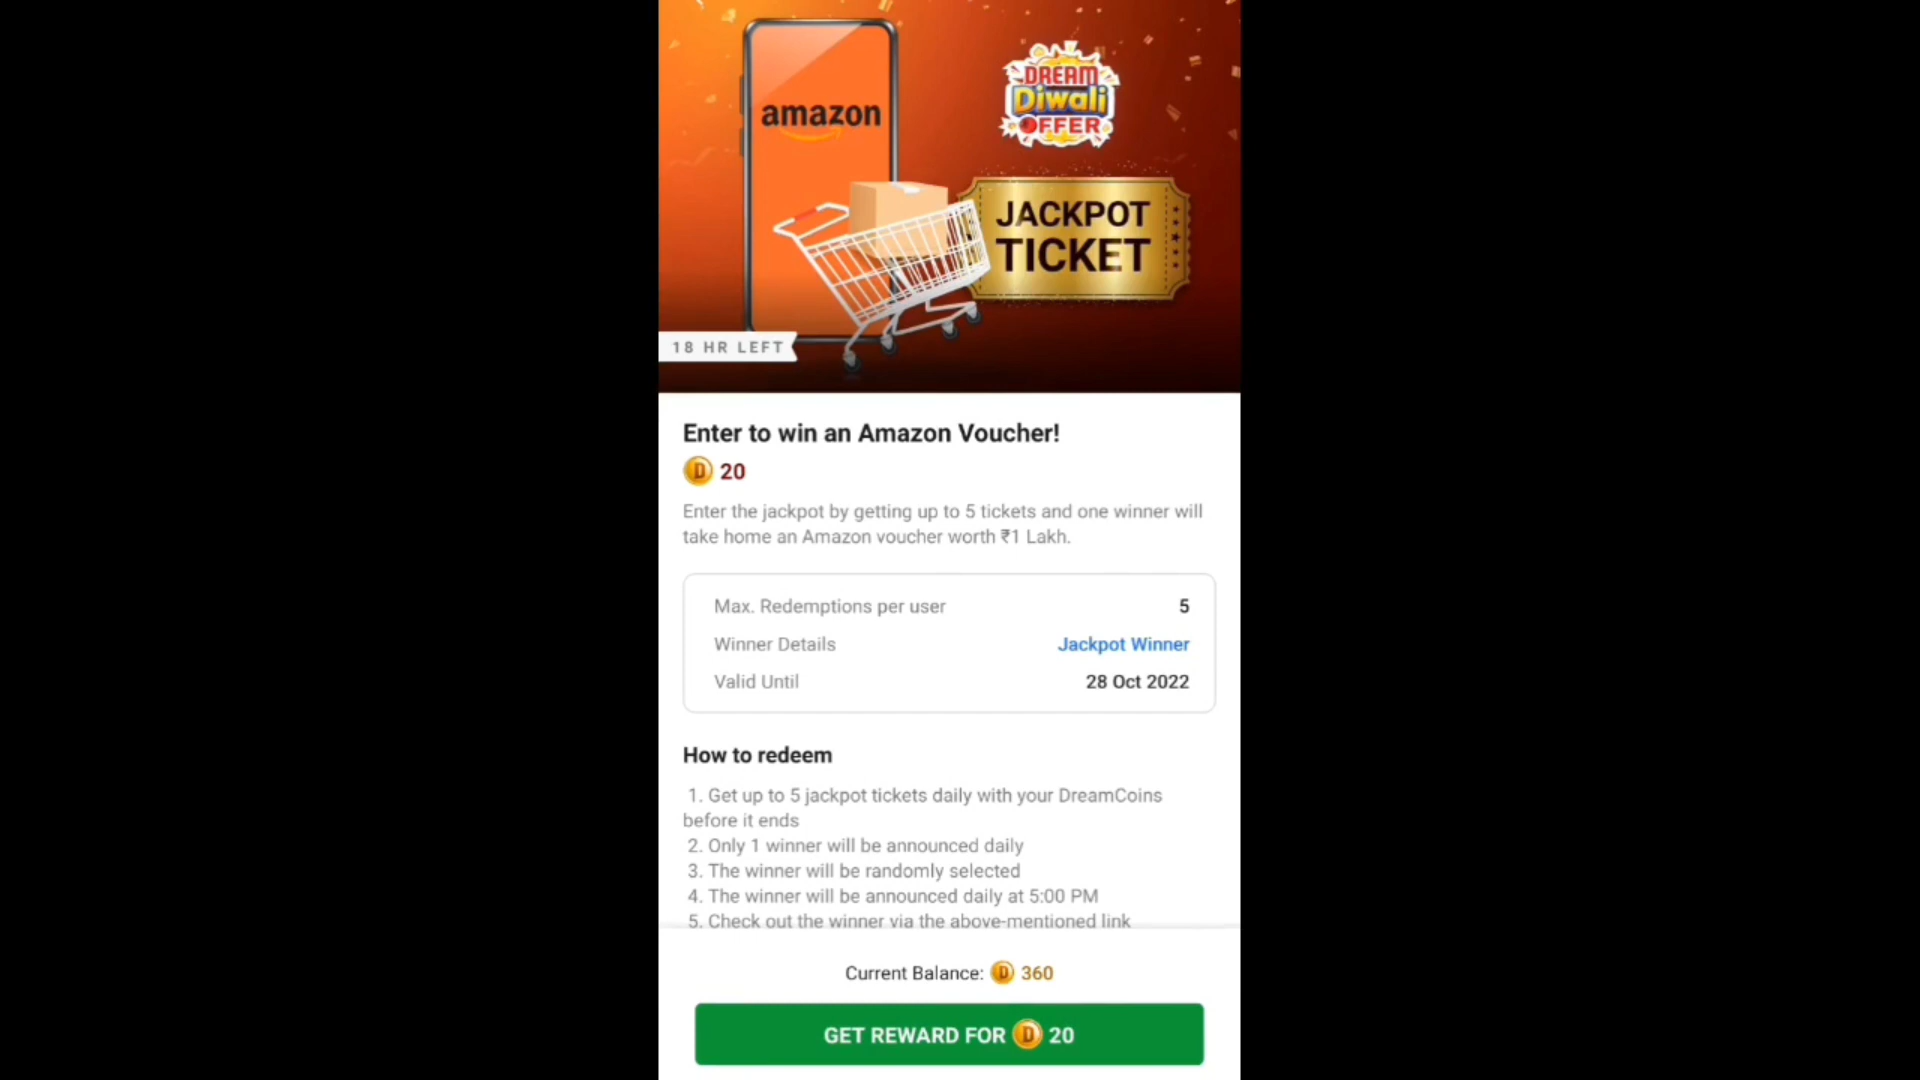 amazon
DREAM
Diwali
OFFER
JACKPOT
TICKET
18 HR LEFT
Enter to win an Amazon Voucher!
D 20
Enter the jackpot by getting up to 5 tickets and one winner will
take home an Amazon voucher worth ₹1 Lakh.
Max. Redemptions per user 5
Winner Details Jackpot Winner
Valid Until 28 Oct 2022
How to redeem
1. Get up to 5 jackpot tickets daily with your DreamCoins
before it ends
2. Only 1 winner will be announced daily
3. The winner will be randomly selected
4. The winner will be announced daily at 5:00 PM
5. Check out the winner via the above-mentioned link
Current Balance: D 360
GET REWARD FOR D 20